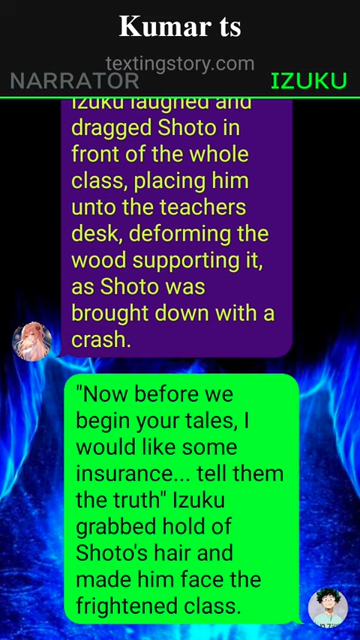 Kumar ts
textingstory.com
NARRATOR IZUKU
Izuku laughed and
dragged Shoto in
front of the whole
class, placing him
unto the teachers
desk, deforming the
wood supporting it,
as Shoto was
brought down with a
crash.
"Now before we
begin your tales, I
would like some
insurance... tell them
the truth" Izuku
grabbed hold of
Shoto's hair and
made him face the
frightened class.